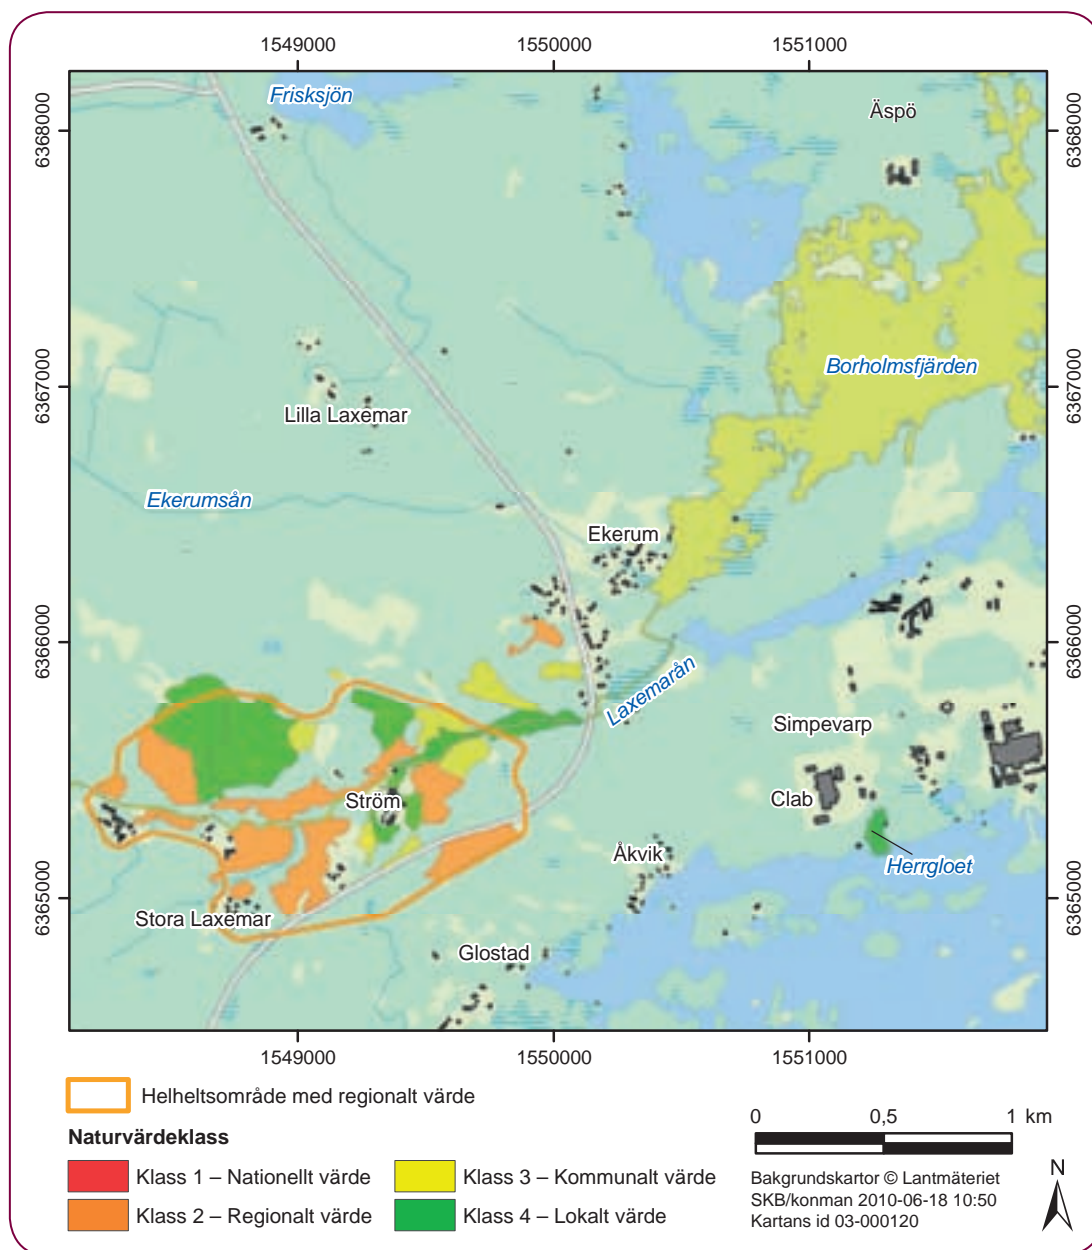 1549000
1550000
1551000
Frisksjön
Äspö
6368000
6368000
Borholmsfjärden
6367000
6367000
Lilla Laxemar
Ekerumsån
Ekerum
6366000
6366000
Laxemarån
Simpevarp
Ström
Clab
Åkvik
Herrgloet
6365000
6365000
Stora Laxemar
Glostad
1549000
1550000
1551000
Helheltsområde med regionalt värde
Naturvärdeklass
Klass 1 – Nationellt värde
Klass 2 – Regionalt värde
Klass 3 – Kommunalt värde
Klass 4 – Lokalt värde
0 0,5 1 km
Bakgrundskartor © Lantmäteriet
SKB/konman 2010-06-18 10:50
Kartans id 03-000120
N